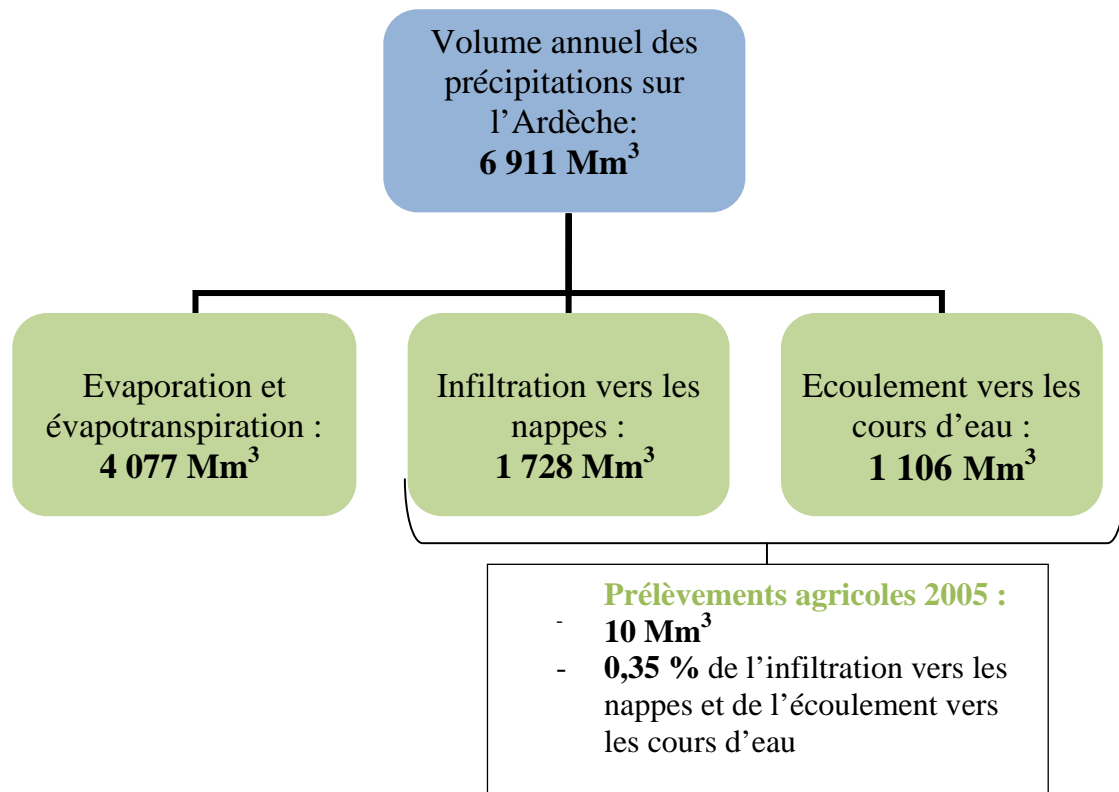 Volume annuel des
précipitations sur
l’Ardèche:
6 911 Mm³
Evaporation et
évapotranspiration :
4 077 Mm³
Infiltration vers les
nappes :
1 728 Mm³
Ecoulement vers les
cours d’eau :
1 106 Mm³
Prélèvements agricoles 2005 :
- 10 Mm³
- 0,35 % de l’infiltration vers les
nappes et de l’écoulement vers
les cours d’eau